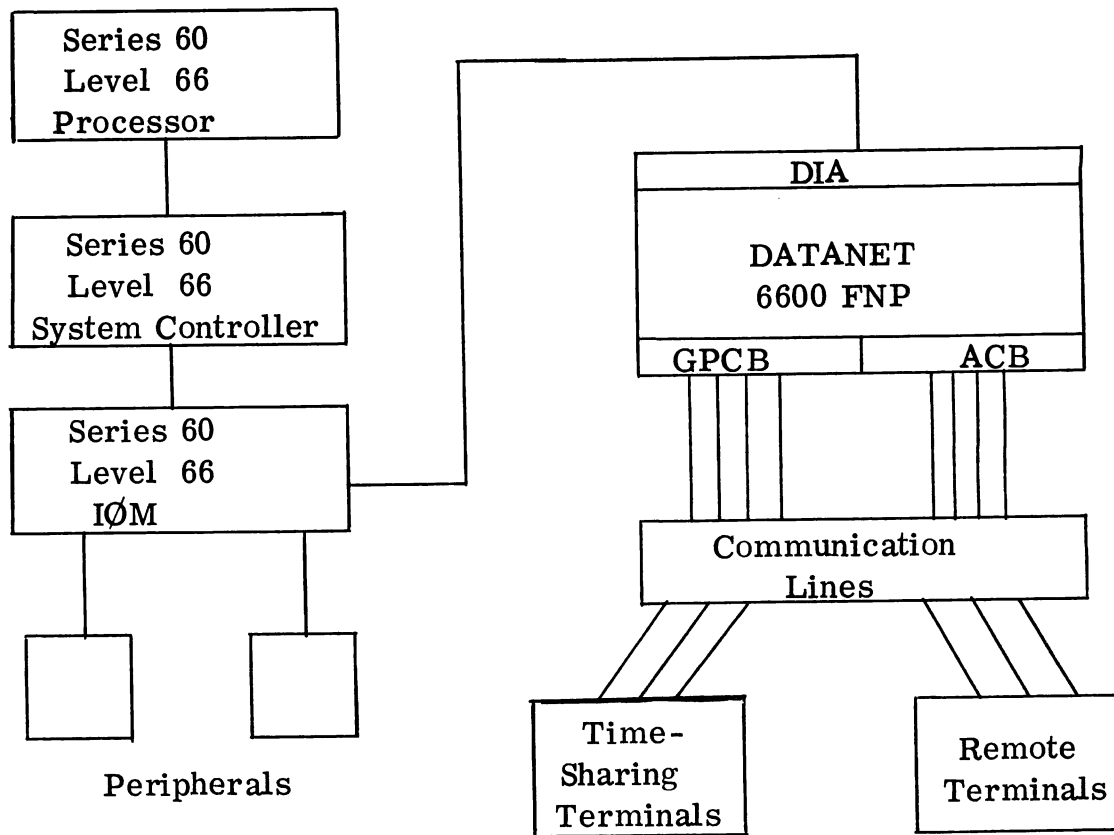 Series 60
Level 66
Processor
Series 60
Level 66
System Controller
Series 60
Level 66
IØM
Peripherals
DIA
DATANET
6600 FNP
GPCB
ACB
Communication
Lines
Time-
Sharing
Terminals
Remote
Terminals